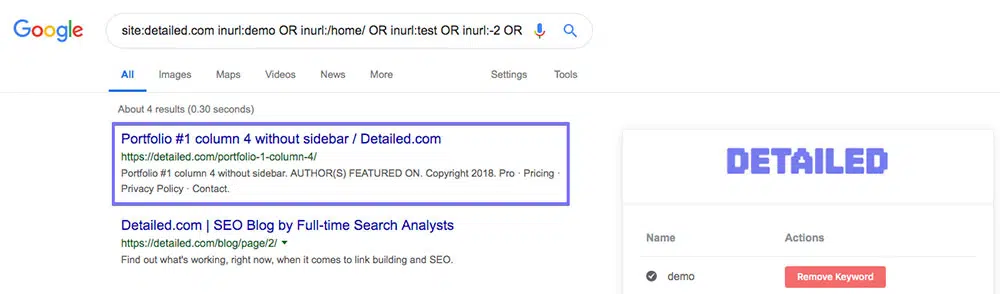 Google
site:detailed.com inurl:demo OR inurl:/home/ OR inurl:test OR inurl:-2 OR
All Images Maps Videos News More Settings Tools
About 4 results (0.30 seconds)
Portfolio #1 column 4 without sidebar / Detailed.com
https://detailed.com/portfolio-1-column-4/
Portfolio #1 column 4 without sidebar. AUTHOR(S) FEATURED ON. Copyright 2018. Pro · Pricing ·
Privacy Policy · Contact.
Detailed.com | SEO Blog by Full-time Search Analysts
https://detailed.com/blog/page/2/
Find out what's working, right now, when it comes to link building and SEO.
DETAILED
Name Actions
demo Remove Keyword